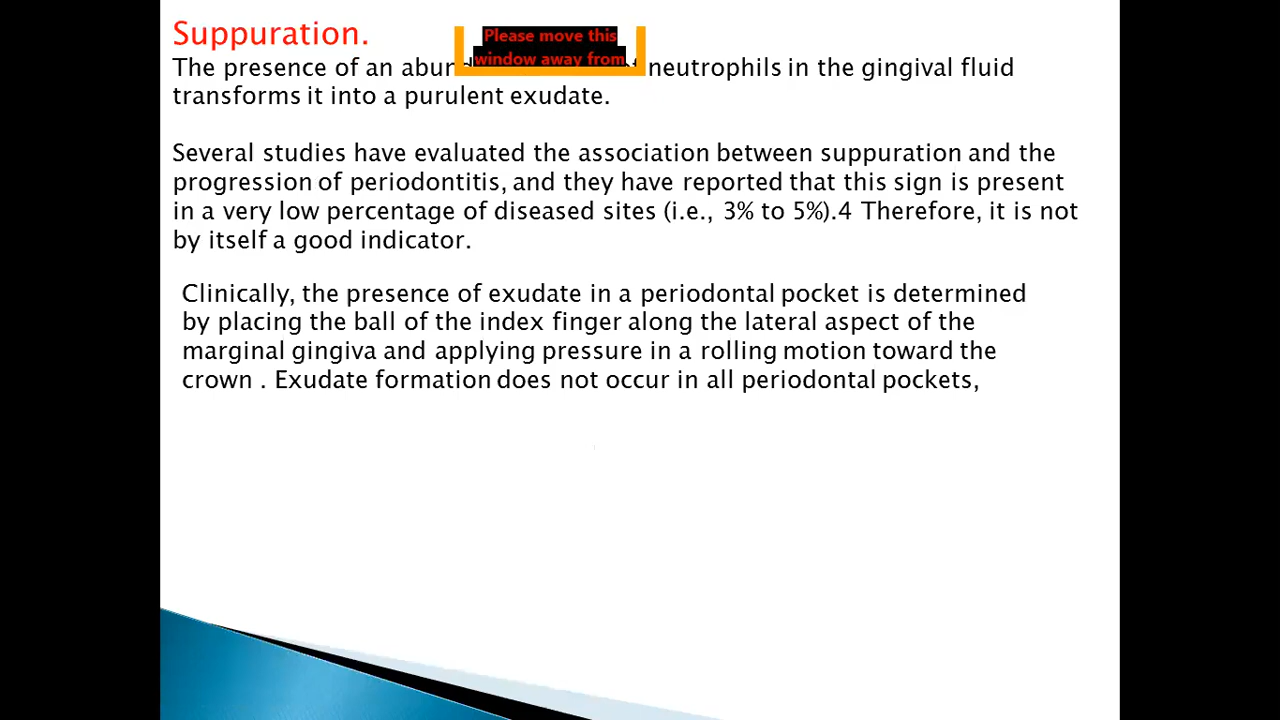 Suppuration.
Please move this
window away from
The presence of an abun neutrophils in the gingival fluid
transforms it into a purulent exudate.
Several studies have evaluated the association between suppuration and the
progression of periodontitis, and they have reported that this sign is present
in a very low percentage of diseased sites (i.e., 3% to 5%).4 Therefore, it is not
by itself a good indicator.
Clinically, the presence of exudate in a periodontal pocket is determined
by placing the ball of the index finger along the lateral aspect of the
marginal gingiva and applying pressure in a rolling motion toward the
crown . Exudate formation does not occur in all periodontal pockets,